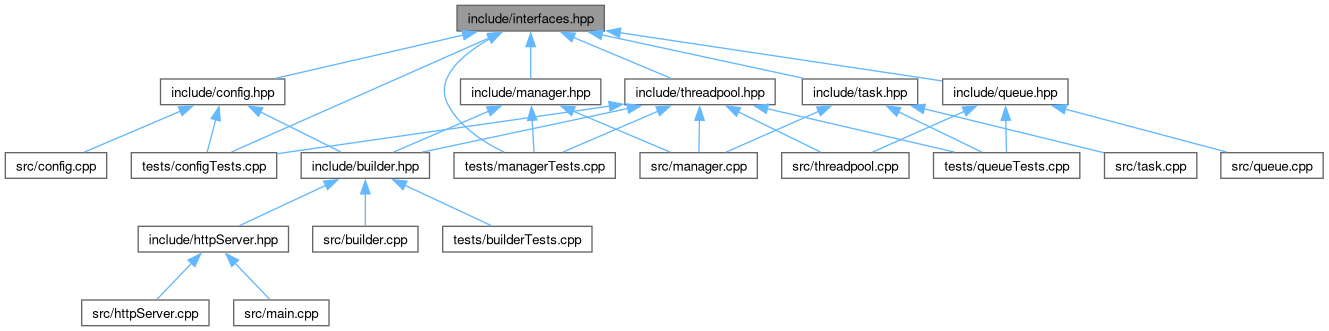 include/interfaces.hpp
include/config.hpp
include/manager.hpp
include/threadpool.hpp
include/task.hpp
include/queue.hpp
src/config.cpp
tests/configTests.cpp
include/builder.hpp
tests/managerTests.cpp
src/manager.cpp
src/threadpool.cpp
tests/queueTests.cpp
src/task.cpp
src/queue.cpp
include/httpServer.hpp
src/builder.cpp
tests/builderTests.cpp
src/httpServer.cpp
src/main.cpp